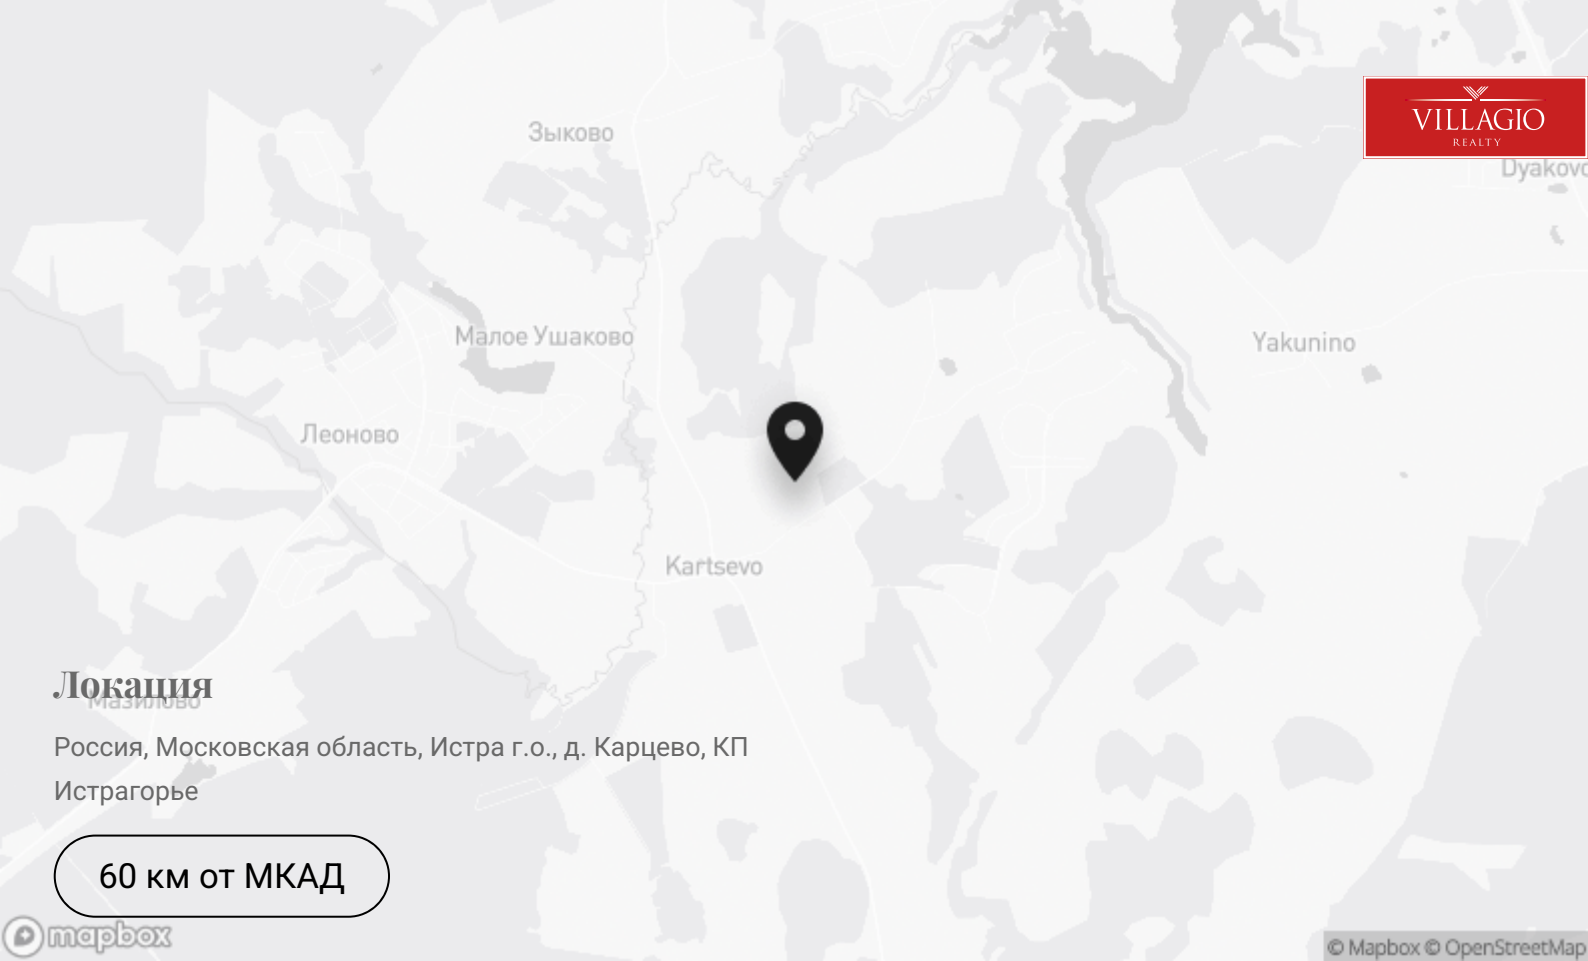 Зыково
VILLAGIO
REALTY
Dyakovo
Малое Ушаково
Yakunino
Леоново
Kartsevo
Локация
Мазилово
Россия, Московская область, Истра г.о., д. Карцево, КП
Истрагорье
60 км от МКАД
mapbox
© Mapbox © OpenStreetMap